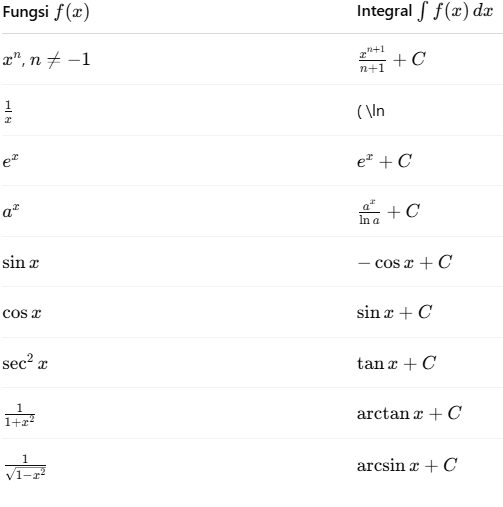 Fungsi $f(x)$ Integral $\int f(x)\,dx$
$x^n, n \neq -1$ $\frac{x^{n+1}}{n+1} + C$
$\frac{1}{x}$ ( \ln
$e^x$ $e^x + C$
$a^x$ $\frac{a^x}{\ln a} + C$
$\sin x$ $-\cos x + C$
$\cos x$ $\sin x + C$
$\sec^2 x$ $\tan x + C$
$\frac{1}{1+x^2}$ $\arctan x + C$
$\frac{1}{\sqrt{1-x^2}}$ $\arcsin x + C$